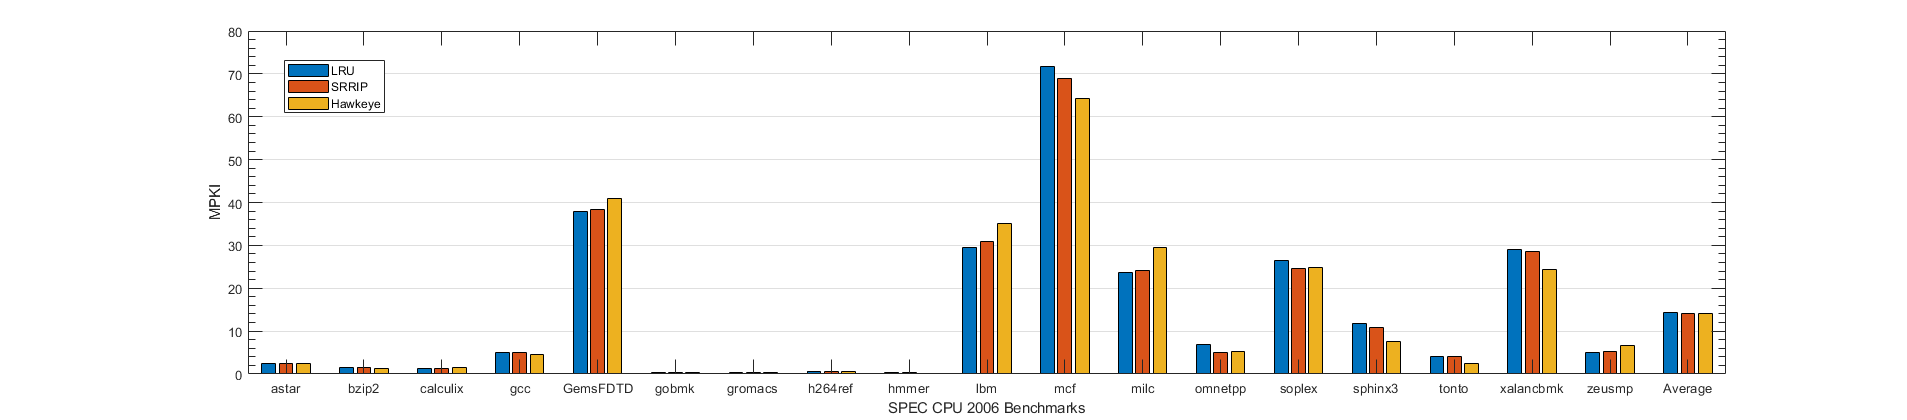 80
70
60
50
40
30
20
10
0
MPKI
LRU
SRRIP
Hawkeye
astar bzip2 calculix gcc GemsFDTD gobmk gromacs h264ref hmmer lbm mcf milc omnetpp soplex sphinx3 tonto xalancbmk zeusmp Average
SPEC CPU 2006 Benchmarks